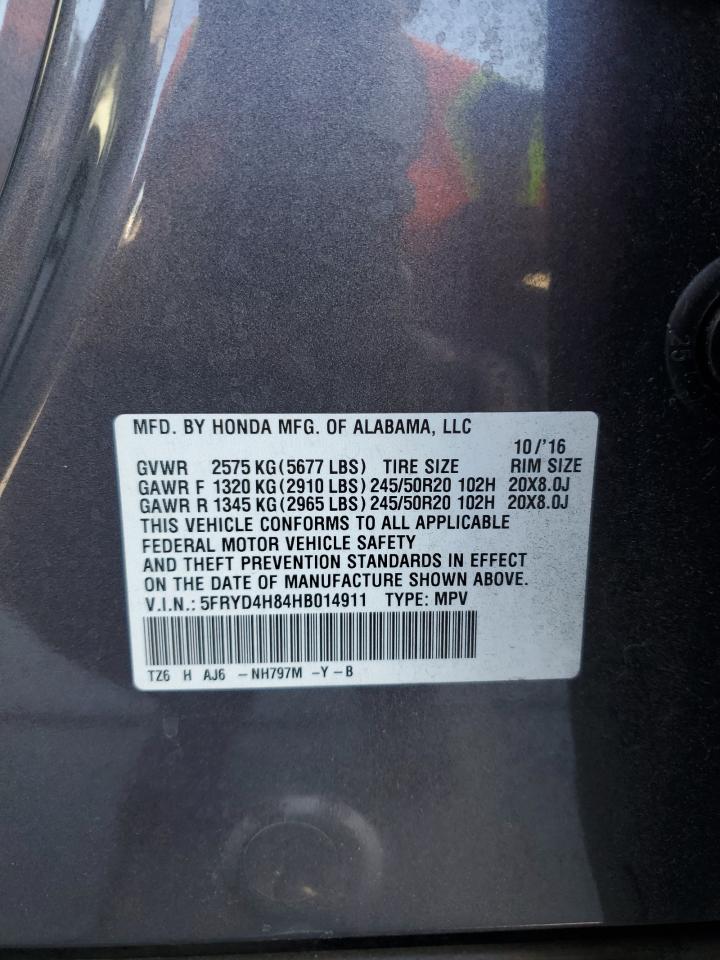 MFD. BY HONDA MFG. OF ALABAMA, LLC
10/'16
GVWR 2575 KG(5677 LBS) TIRE SIZE RIM SIZE
GAWR F 1320 KG(2910 LBS)245/50R20 102H 20X8.0J
GAWR R 1345 KG(2965 LBS)245/50R20 102H 20X8.0J
THIS VEHICLE CONFORMS TO ALL APPLICABLE
FEDERAL MOTOR VEHICLE SAFETY
AND THEFT PREVENTION STANDARDS IN EFFECT
ON THE DATE OF MANUFACTURE SHOWN ABOVE.
V.I.N.: 5FRYD4H84HB014911 TYPE: MPV
TZ6 H AJ6 -NH797M -Y-B
25